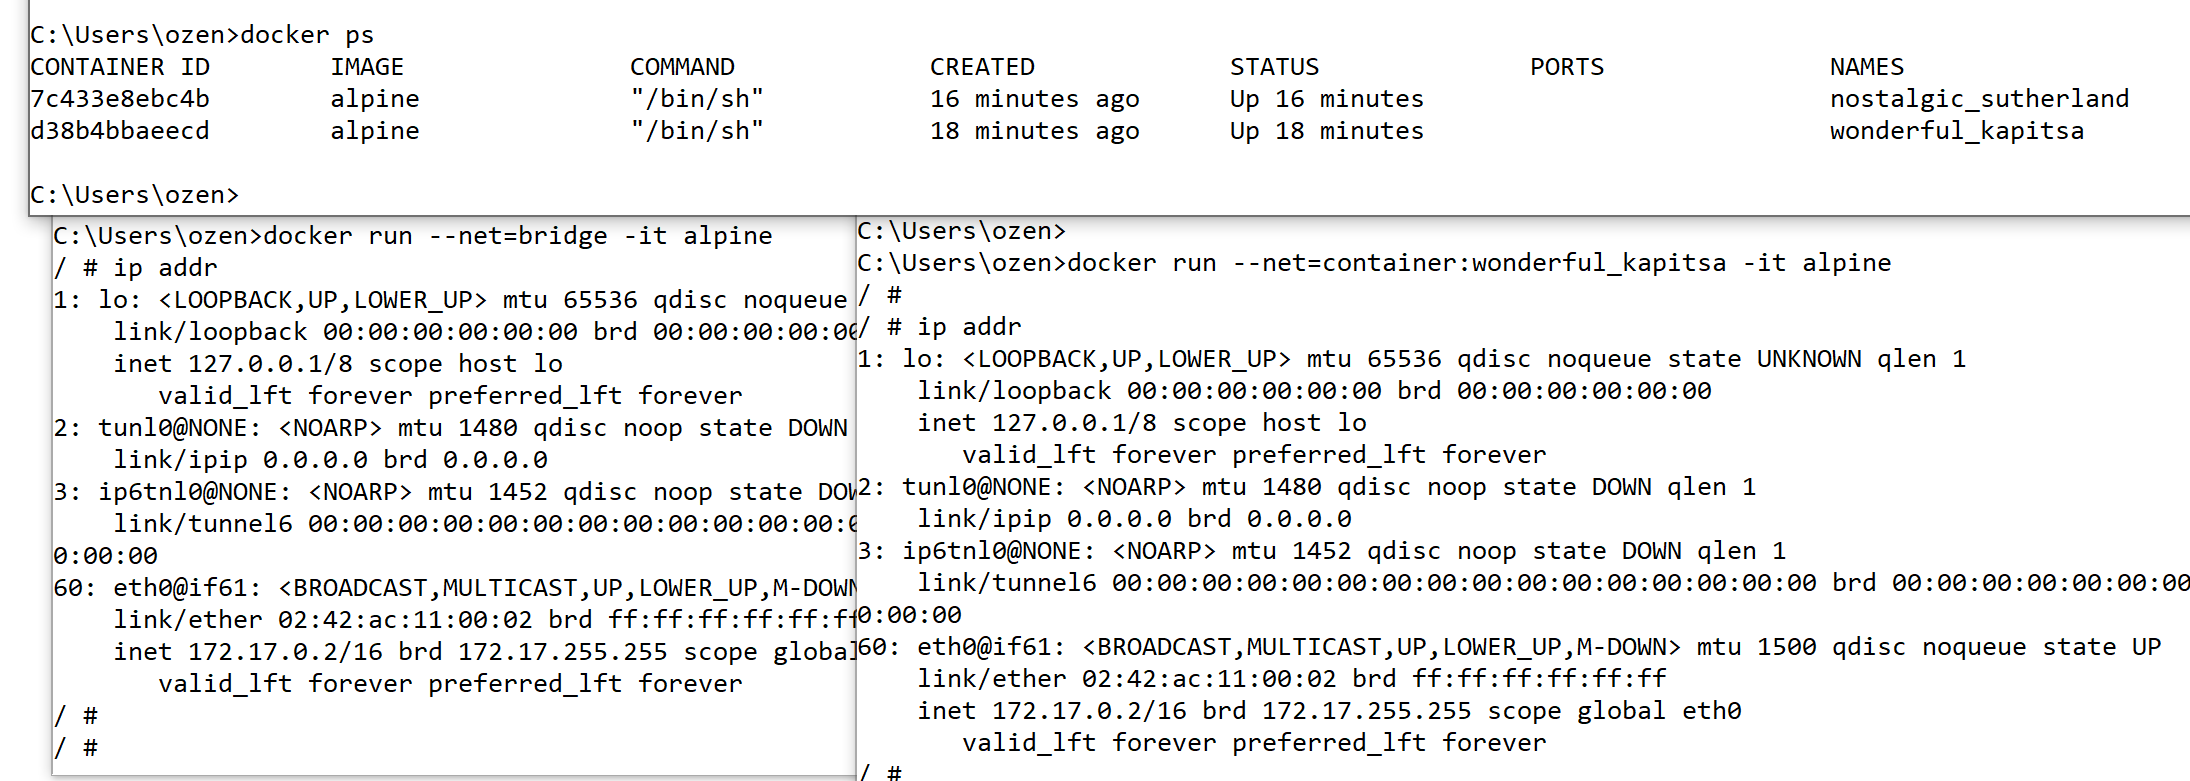 C:\Users\ozen>docker ps
CONTAINER ID        IMAGE               COMMAND             CREATED             STATUS              PORTS               NAMES
7c433e8ebc4b        alpine              "/bin/sh"           16 minutes ago      Up 16 minutes                           nostalgic_sutherland
d38b4bbaeecd        alpine              "/bin/sh"           18 minutes ago      Up 18 minutes                           wonderful_kapitsa
C:\Users\ozen>
C:\Users\ozen>docker run --net=bridge -it alpine
/ # ip addr
1: lo: <LOOPBACK,UP,LOWER_UP> mtu 65536 qdisc noqueue
    link/loopback 00:00:00:00:00:00 brd 00:00:00:00:00
    inet 127.0.0.1/8 scope host lo
       valid_lft forever preferred_lft forever
2: tunl0@NONE: <NOARP> mtu 1480 qdisc noop state DOWN
    link/ipip 0.0.0.0 brd 0.0.0.0
3: ip6tnl0@NONE: <NOARP> mtu 1452 qdisc noop state DOW
    link/tunnel6 00:00:00:00:00:00:00:00:00:00:00:0
0:00:00
60: eth0@if61: <BROADCAST,MULTICAST,UP,LOWER_UP,M-DOWN
    link/ether 02:42:ac:11:00:02 brd ff:ff:ff:ff:ff:ff
    inet 172.17.0.2/16 brd 172.17.255.255 scope global
       valid_lft forever preferred_lft forever
/ #
/ #
C:\Users\ozen>
C:\Users\ozen>docker run --net=container:wonderful_kapitsa -it alpine
/ #
/ # ip addr
1: lo: <LOOPBACK,UP,LOWER_UP> mtu 65536 qdisc noqueue state UNKNOWN qlen 1
    link/loopback 00:00:00:00:00:00 brd 00:00:00:00:00:00
    inet 127.0.0.1/8 scope host lo
       valid_lft forever preferred_lft forever
2: tunl0@NONE: <NOARP> mtu 1480 qdisc noop state DOWN qlen 1
    link/ipip 0.0.0.0 brd 0.0.0.0
3: ip6tnl0@NONE: <NOARP> mtu 1452 qdisc noop state DOWN qlen 1
    link/tunnel6 00:00:00:00:00:00:00:00:00:00:00:00:00:00:00:00 brd 00:00:00:00:00:00:00
0:00:00
60: eth0@if61: <BROADCAST,MULTICAST,UP,LOWER_UP,M-DOWN> mtu 1500 qdisc noqueue state UP
    link/ether 02:42:ac:11:00:02 brd ff:ff:ff:ff:ff:ff
    inet 172.17.0.2/16 brd 172.17.255.255 scope global eth0
       valid_lft forever preferred_lft forever
/ #